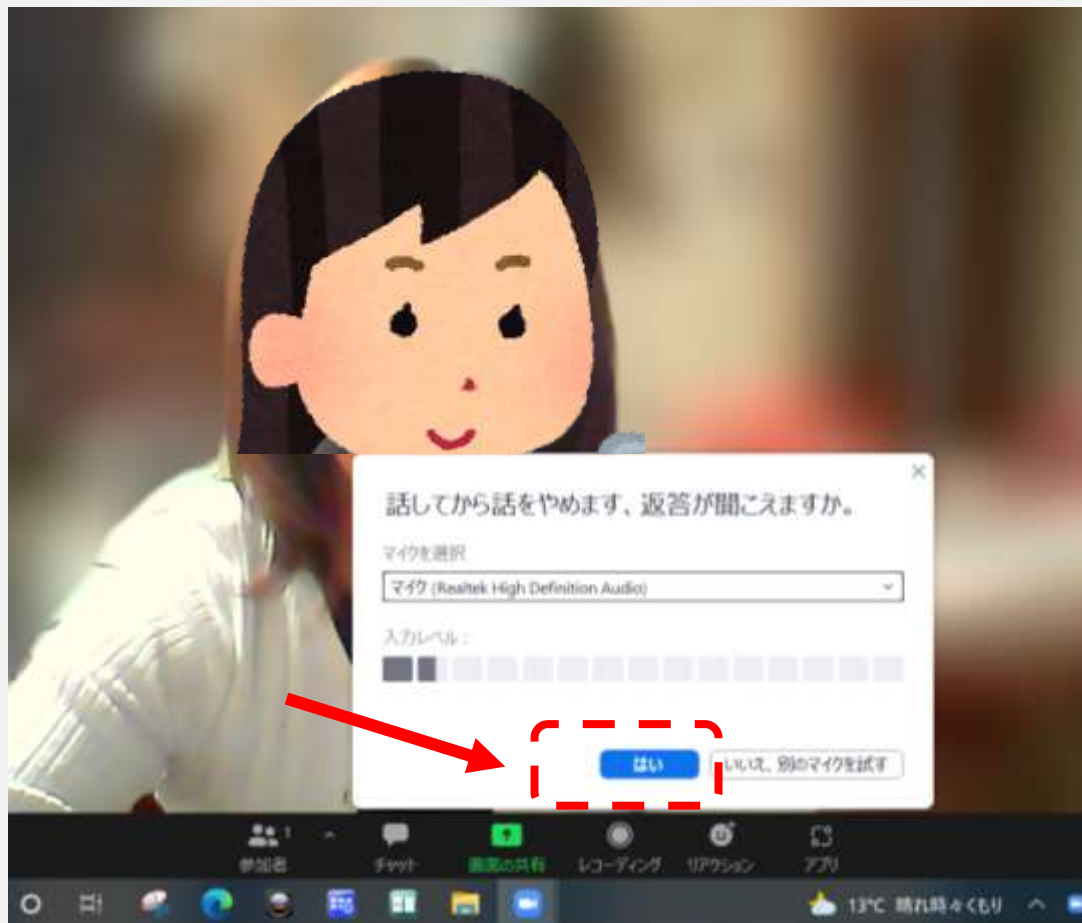 話してから話をやめます、返答が聞こえますか。
マイクを選択
マイク (Realtek High Definition Audio)
入力レベル：
はい
いいえ、別のマイクを試す
1
参加者
チャット
画面の共有
レコーディング
リアクション
アプリ
13°C 晴れ時々くもり